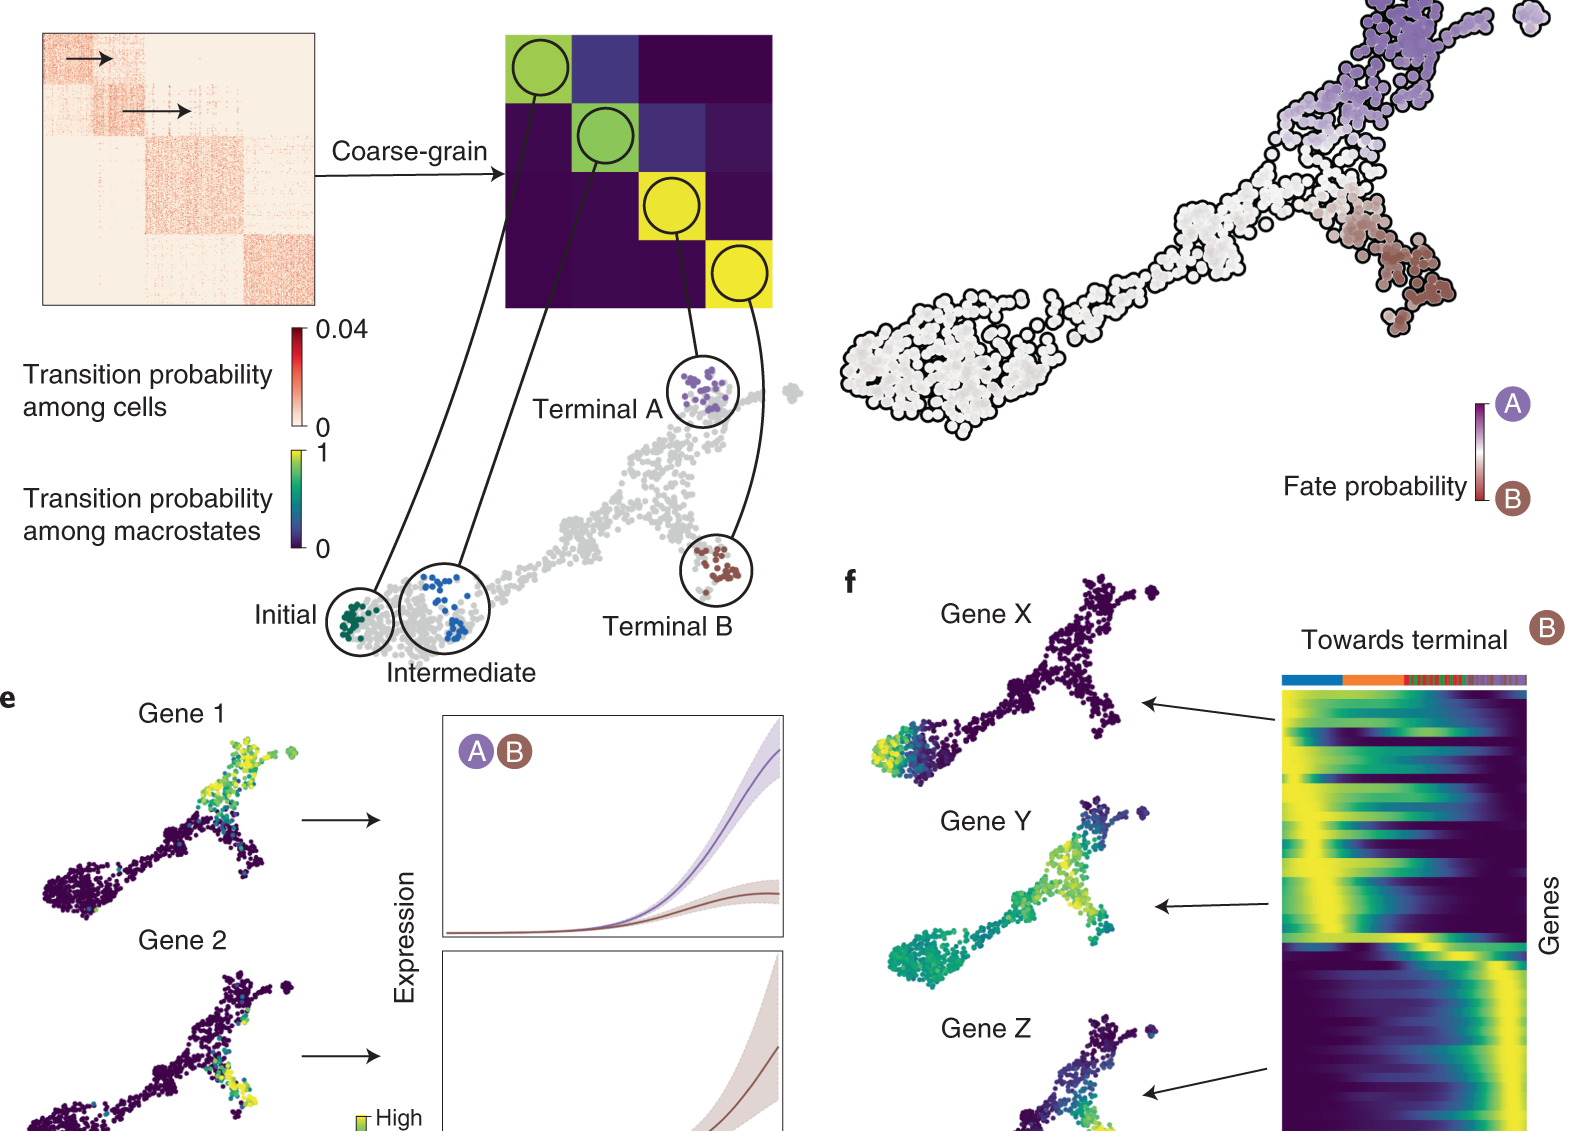 Coarse-grain
0.04
Transition probability
among cells
0
1
Transition probability
among macrostates
0
Terminal A
Initial
Intermediate
Terminal B
A
Fate probability
B
e
Gene 1
Gene 2
A B
Expression
High
f
Gene X
Gene Y
Gene Z
Towards terminal B
Genes